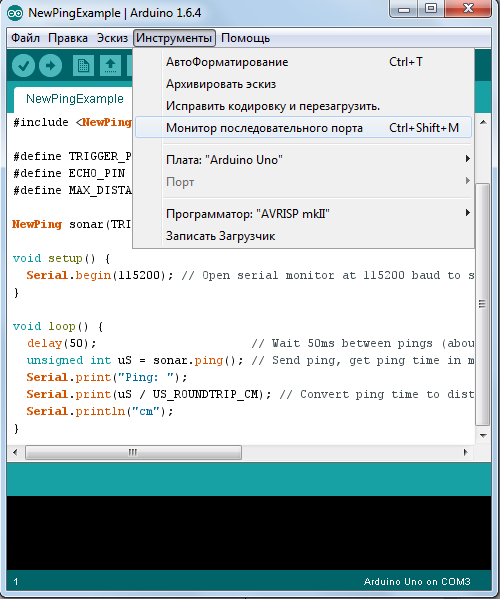 NewPingExample | Arduino 1.6.4
Файл Правка Эскиз Инструменты Помощь
АвтоФорматирование Ctrl+T
Архивировать эскиз
Исправить кодировку и перезагрузить.
Монитор последовательного порта Ctrl+Shift+M
Плата: "Arduino Uno"
Порт
Программатор: "AVRISP mkII"
Записать Загрузчик
NewPingExample
#include <NewPing
#define TRIGGER_P
#define ECHO_PIN
#define MAX_DISTA
NewPing sonar(TRI
void setup() {
Serial.begin(115200); // Open serial monitor at 115200 baud to s
}
void loop() {
delay(50); // Wait 50ms between pings (abou
unsigned int uS = sonar.ping(); // Send ping, get ping time in m
Serial.print("Ping: ");
Serial.print(uS / US_ROUNDTRIP_CM); // Convert ping time to dist
Serial.println("cm");
}
1 Arduino Uno on COM3